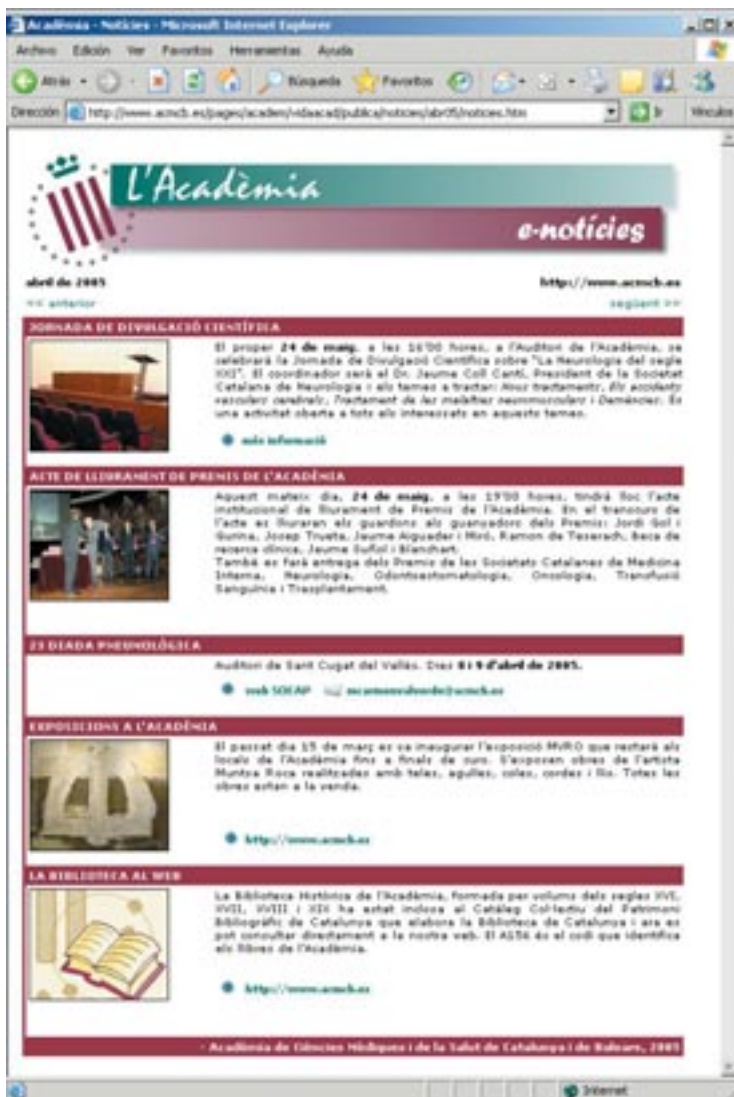 Acadèmia - Notícies - Microsoft Internet Explorer
Archivo Edición Ver Favoritos Herramientas Ayuda
Atrás Búsqueda Favoritos
Dirección http://www.acmcb.es/pages/academ/vidaacad/publica/noticies/abr05/noticies.htm Ir Vínculos
L'Acadèmia
e-notícies
abril de 2005 http://www.acmcb.es
<< anterior següent >>
JORNADA DE DIVULGACIÓ CIENTÍFICA
El proper 24 de maig, a les 16'00 hores, a l'Auditori de l'Acadèmia, se
celebrarà la Jornada de Divulgació Científica sobre "La Neurologia del segle
XXI". El coordinador serà el Dr. Jaume Coll Cantí, President de la Societat
Catalana de Neurologia i els temes a tractar: Nous tractaments, Els accidents
vasculars cerebrals, Tractament de les malalties neuromusculars i Demències. És
una activitat oberta a tots els interessats en aquests temes.
més informació
ACTE DE LLIURAMENT DE PREMIS DE L'ACADÈMIA
Aquest mateix dia, 24 de maig, a les 19'00 hores, tindrà lloc l'acte
institucional de lliurament de Premis de l'Acadèmia. En el transcurs de
l'acte es lliuraran els guardons als guanyadors dels Premis: Jordi Gol i
Gurina, Josep Trueta, Jaume Aiguader i Miró, Ramon de Teserach, beca de
recerca clínica, Jaume Suñol i Blanchart.
També es farà entrega dels Premis de les Societats Catalanes de Medicina
Interna, Neurologia, Odontoestomatologia, Oncologia, Transfusió
Sanguínia i Trasplantament.
23 DIADA PNEUMOLÒGICA
Auditori de Sant Cugat del Vallès. Dies 8 i 9 d'abril de 2005.
web SOCAP
EXPOSICIONS A L'ACADÈMIA
El passat dia 15 de març es va inaugurar l'exposició MVRO que restarà als
locals de l'Acadèmia fins a finals de curs. S'exposen obres de l'artista
Muntsa Roca realitzades amb teles, agulles, coles, cordes i fils. Totes les
obres estan a la venda.
http://www.acmcb.es
LA BIBLIOTECA AL WEB
La Biblioteca Històrica de l'Acadèmia, formada per volums dels segles XVI,
XVII, XVIII i XIX ha estat inclosa al Catàleg Col·lectiu del Patrimoni
Bibliogràfic de Catalunya que elabora la Biblioteca de Catalunya i ara es
pot consultar directament a la nostra web. El A156 és el codi que identifica
els llibres de l'Acadèmia.
http://www.acmcb.es
- Acadèmia de Ciències Mèdiques i de la Salut de Catalunya i de Balears, 2005
Internet